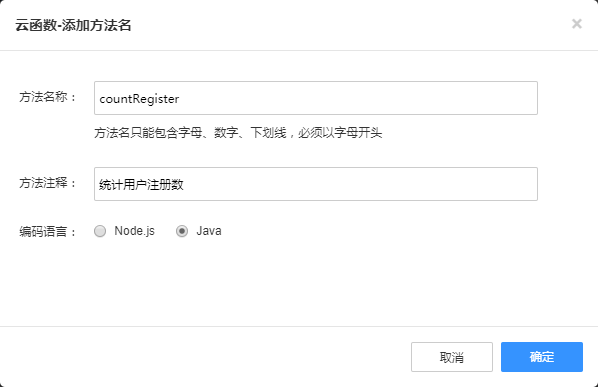 云函数-添加方法名
×
方法名称：
countRegister
方法名只能包含字母、数字、下划线，必须以字母开头
方法注释：
统计用户注册数
编码语言：
Node.js
Java
取消
确定